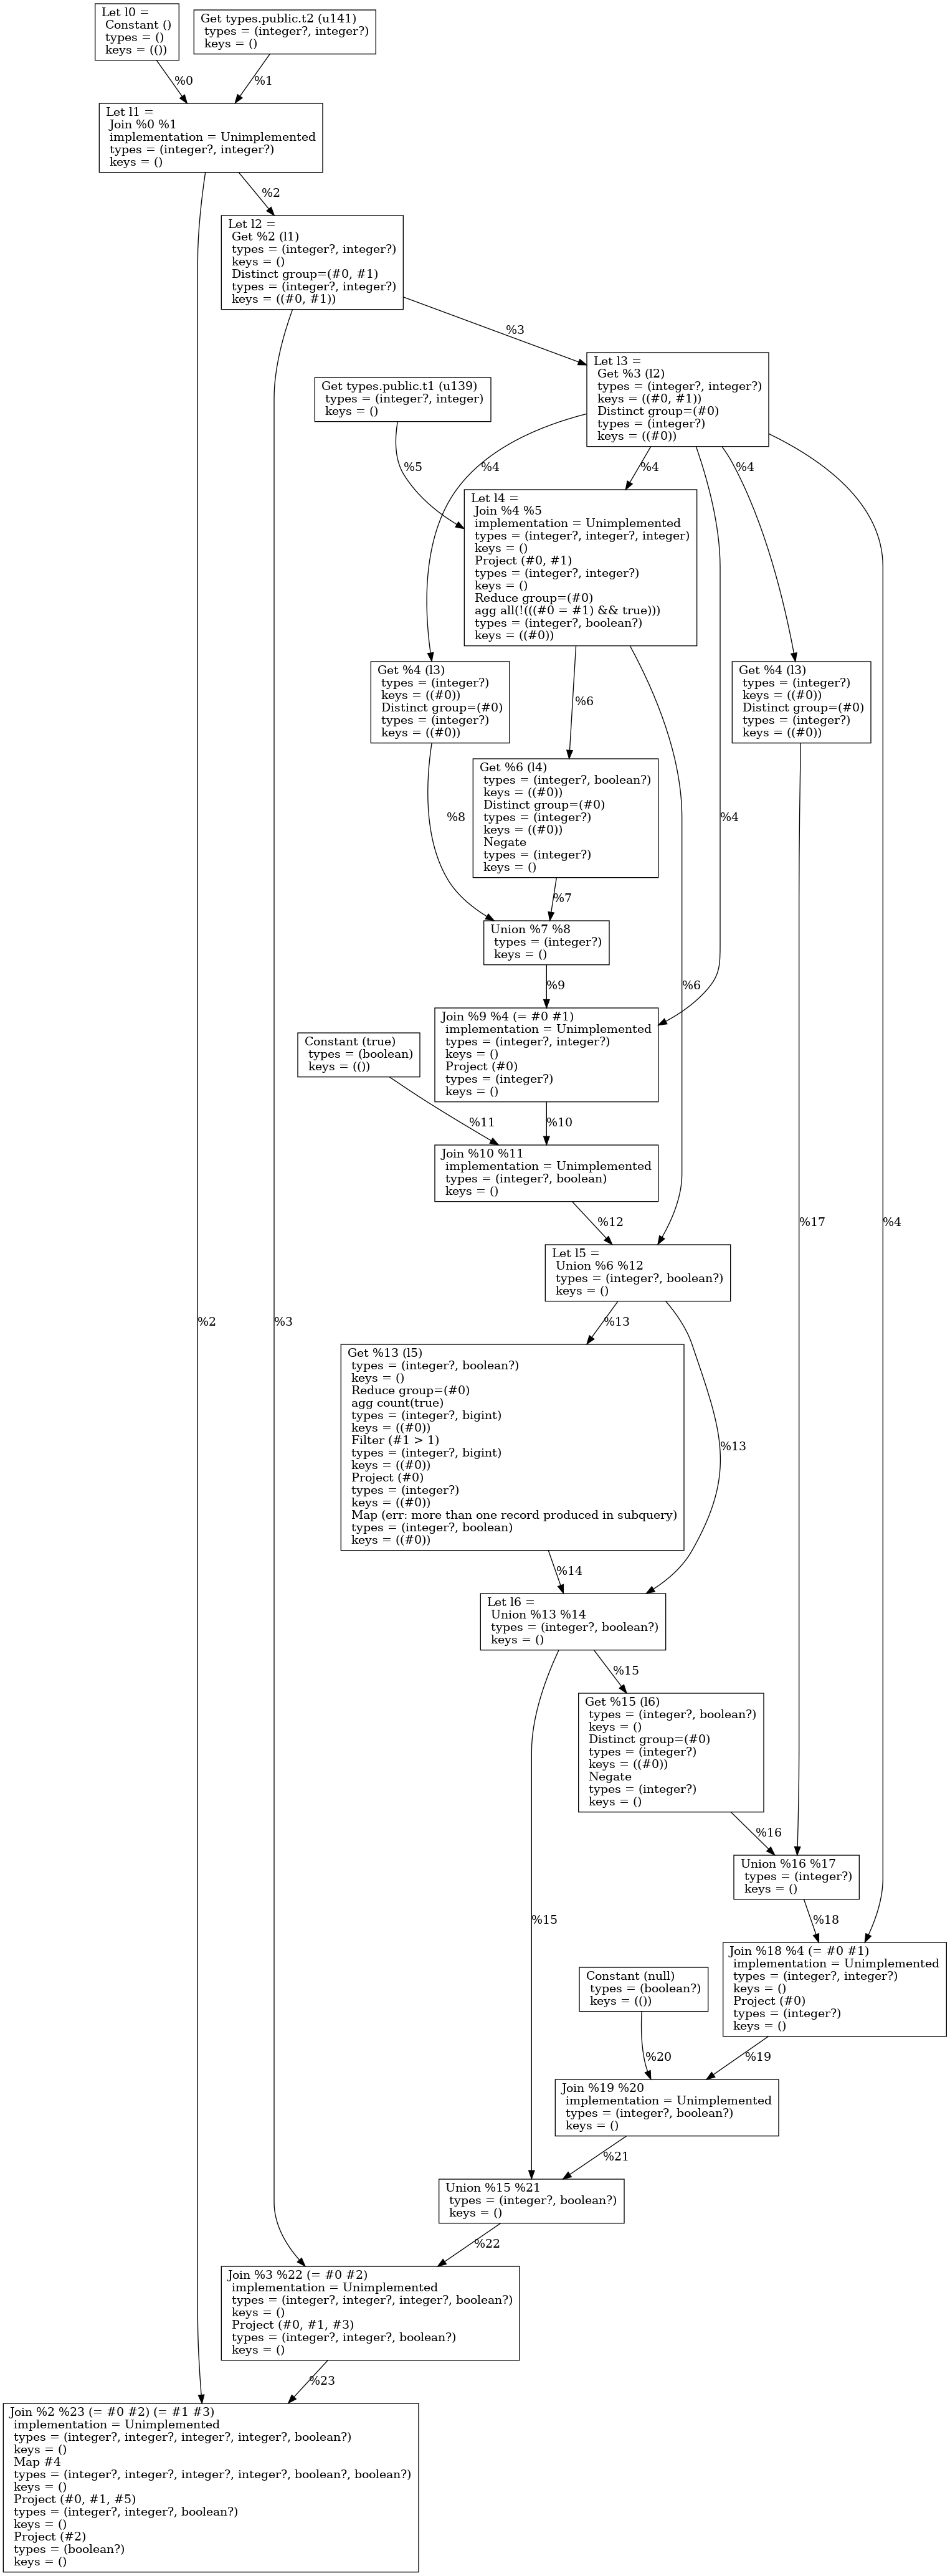 Let l0 =
Constant ()
types = ()
keys = (())
Get types.public.t2 (u141)
types = (integer?, integer?)
keys = ()
%0
%1
Let l1 =
Join %0 %1
implementation = Unimplemented
types = (integer?, integer?)
keys = ()
%2
Let l2 =
Get %2 (l1)
types = (integer?, integer?)
keys = ()
Distinct group=(#0, #1)
types = (integer?, integer?)
keys = ((#0, #1))
%3
Let l3 =
Get %3 (l2)
types = (integer?, integer?)
keys = ((#0, #1))
Distinct group=(#0)
types = (integer?)
keys = ((#0))
Get types.public.t1 (u139)
types = (integer?, integer)
keys = ()
%5
%4
%4
%4
Let l4 =
Join %4 %5
implementation = Unimplemented
types = (integer?, integer?, integer)
keys = ()
Project (#0, #1)
types = (integer?, integer?)
keys = ()
Reduce group=(#0)
agg all(!(((#0 = #1) && true)))
types = (integer?, boolean?)
keys = ((#0))
Get %4 (l3)
types = (integer?)
keys = ((#0))
Distinct group=(#0)
types = (integer?)
keys = ((#0))
Get %4 (l3)
types = (integer?)
keys = ((#0))
Distinct group=(#0)
types = (integer?)
keys = ((#0))
%6
Get %6 (l4)
types = (integer?, boolean?)
keys = ((#0))
Distinct group=(#0)
types = (integer?)
keys = ((#0))
Negate
types = (integer?)
keys = ()
%8
%4
%7
Union %7 %8
types = (integer?)
keys = ()
%9
%6
Join %9 %4 (= #0 #1)
implementation = Unimplemented
types = (integer?, integer?)
keys = ()
Project (#0)
types = (integer?)
keys = ()
Constant (true)
types = (boolean)
keys = (())
%11
%10
Join %10 %11
implementation = Unimplemented
types = (integer?, boolean)
keys = ()
%12
%17
%4
Let l5 =
Union %6 %12
types = (integer?, boolean?)
keys = ()
%2
%3
%13
Get %13 (l5)
types = (integer?, boolean?)
keys = ()
Reduce group=(#0)
agg count(true)
types = (integer?, bigint)
keys = ((#0))
Filter (#1 > 1)
types = (integer?, bigint)
keys = ((#0))
Project (#0)
types = (integer?)
keys = ((#0))
Map (err: more than one record produced in subquery)
types = (integer?, boolean)
keys = ((#0))
%13
%14
Let l6 =
Union %13 %14
types = (integer?, boolean?)
keys = ()
%15
Get %15 (l6)
types = (integer?, boolean?)
keys = ()
Distinct group=(#0)
types = (integer?)
keys = ((#0))
Negate
types = (integer?)
keys = ()
%16
Union %16 %17
types = (integer?)
keys = ()
%15
%18
Join %18 %4 (= #0 #1)
implementation = Unimplemented
types = (integer?, integer?)
keys = ()
Project (#0)
types = (integer?)
keys = ()
Constant (null)
types = (boolean?)
keys = (())
%20
%19
Join %19 %20
implementation = Unimplemented
types = (integer?, boolean?)
keys = ()
%21
Union %15 %21
types = (integer?, boolean?)
keys = ()
%22
Join %3 %22 (= #0 #2)
implementation = Unimplemented
types = (integer?, integer?, integer?, boolean?)
keys = ()
Project (#0, #1, #3)
types = (integer?, integer?, boolean?)
keys = ()
%23
Join %2 %23 (= #0 #2) (= #1 #3)
implementation = Unimplemented
types = (integer?, integer?, integer?, integer?, boolean?)
keys = ()
Map #4
types = (integer?, integer?, integer?, integer?, boolean?, boolean?)
keys = ()
Project (#0, #1, #5)
types = (integer?, integer?, boolean?)
keys = ()
Project (#2)
types = (boolean?)
keys = ()